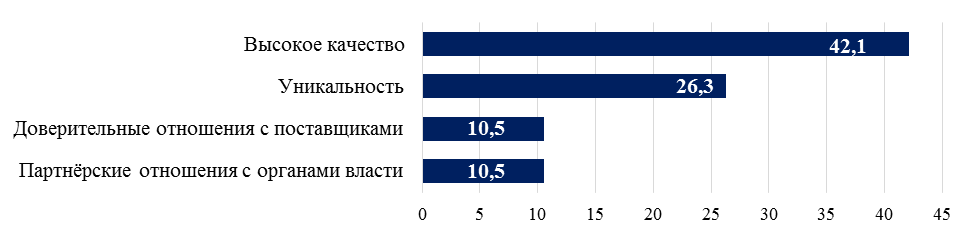 Высокое качество
42,1
Уникальность
26,3
Доверительные отношения с поставщиками
10,5
Партнёрские отношения с органами власти
10,5
0 5 10 15 20 25 30 35 40 45